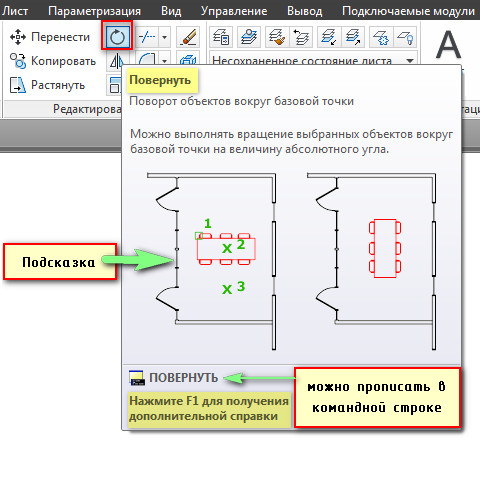 Лист Параметризация Вид Управление Вывод Подключаемые модули
Перенести
Копировать
Растянуть
Несохраненное состояние листа
A
Повернуть
Поворот объектов вокруг базовой точки
Можно выполнять вращение выбранных объектов вокруг
базовой точки на величину абсолютного угла.
1
x 2
x 3
Подсказка
ПОВЕРНУТЬ
можно прописать в
командной строке
Нажмите F1 для получения
дополнительной справки